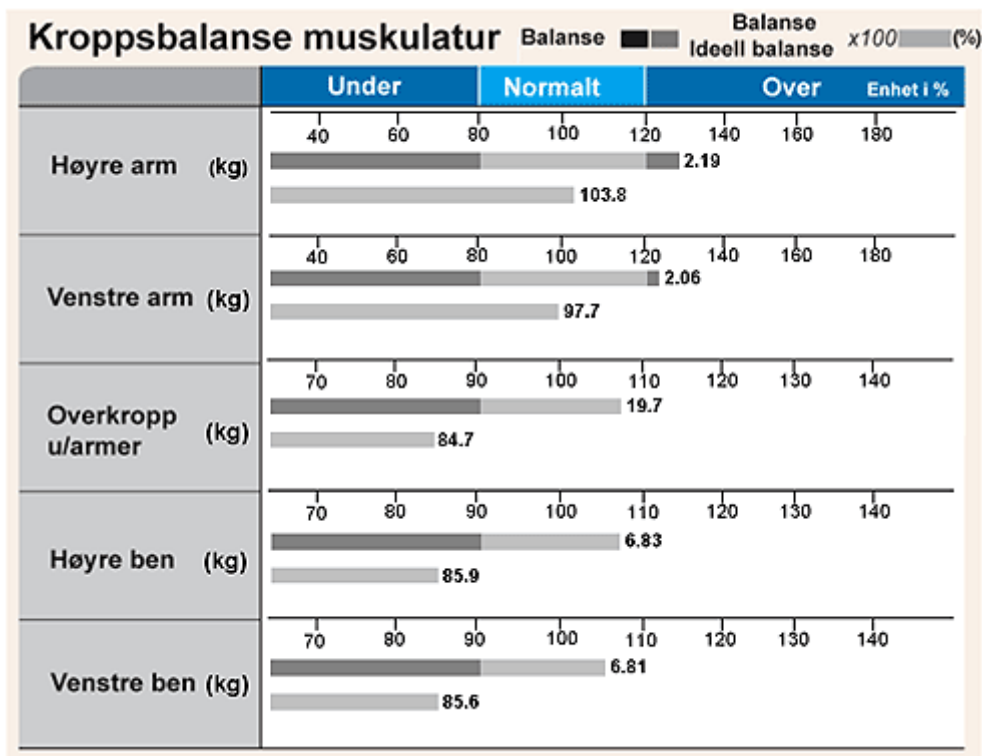 Kroppsbalanse muskulatur Balanse Balanse
Ideell balanse x100 (%)
Under Normalt Over Enhet i %
40 60 80 100 120 140 160 180
Høyre arm (kg) 2.19
103.8
40 60 80 100 120 140 160 180
Venstre arm (kg) 2.06
97.7
70 80 90 100 110 120 130 140
Overkropp
u/armer (kg) 19.7
84.7
70 80 90 100 110 120 130 140
Høyre ben (kg) 6.83
85.9
70 80 90 100 110 120 130 140
Venstre ben (kg) 6.81
85.6